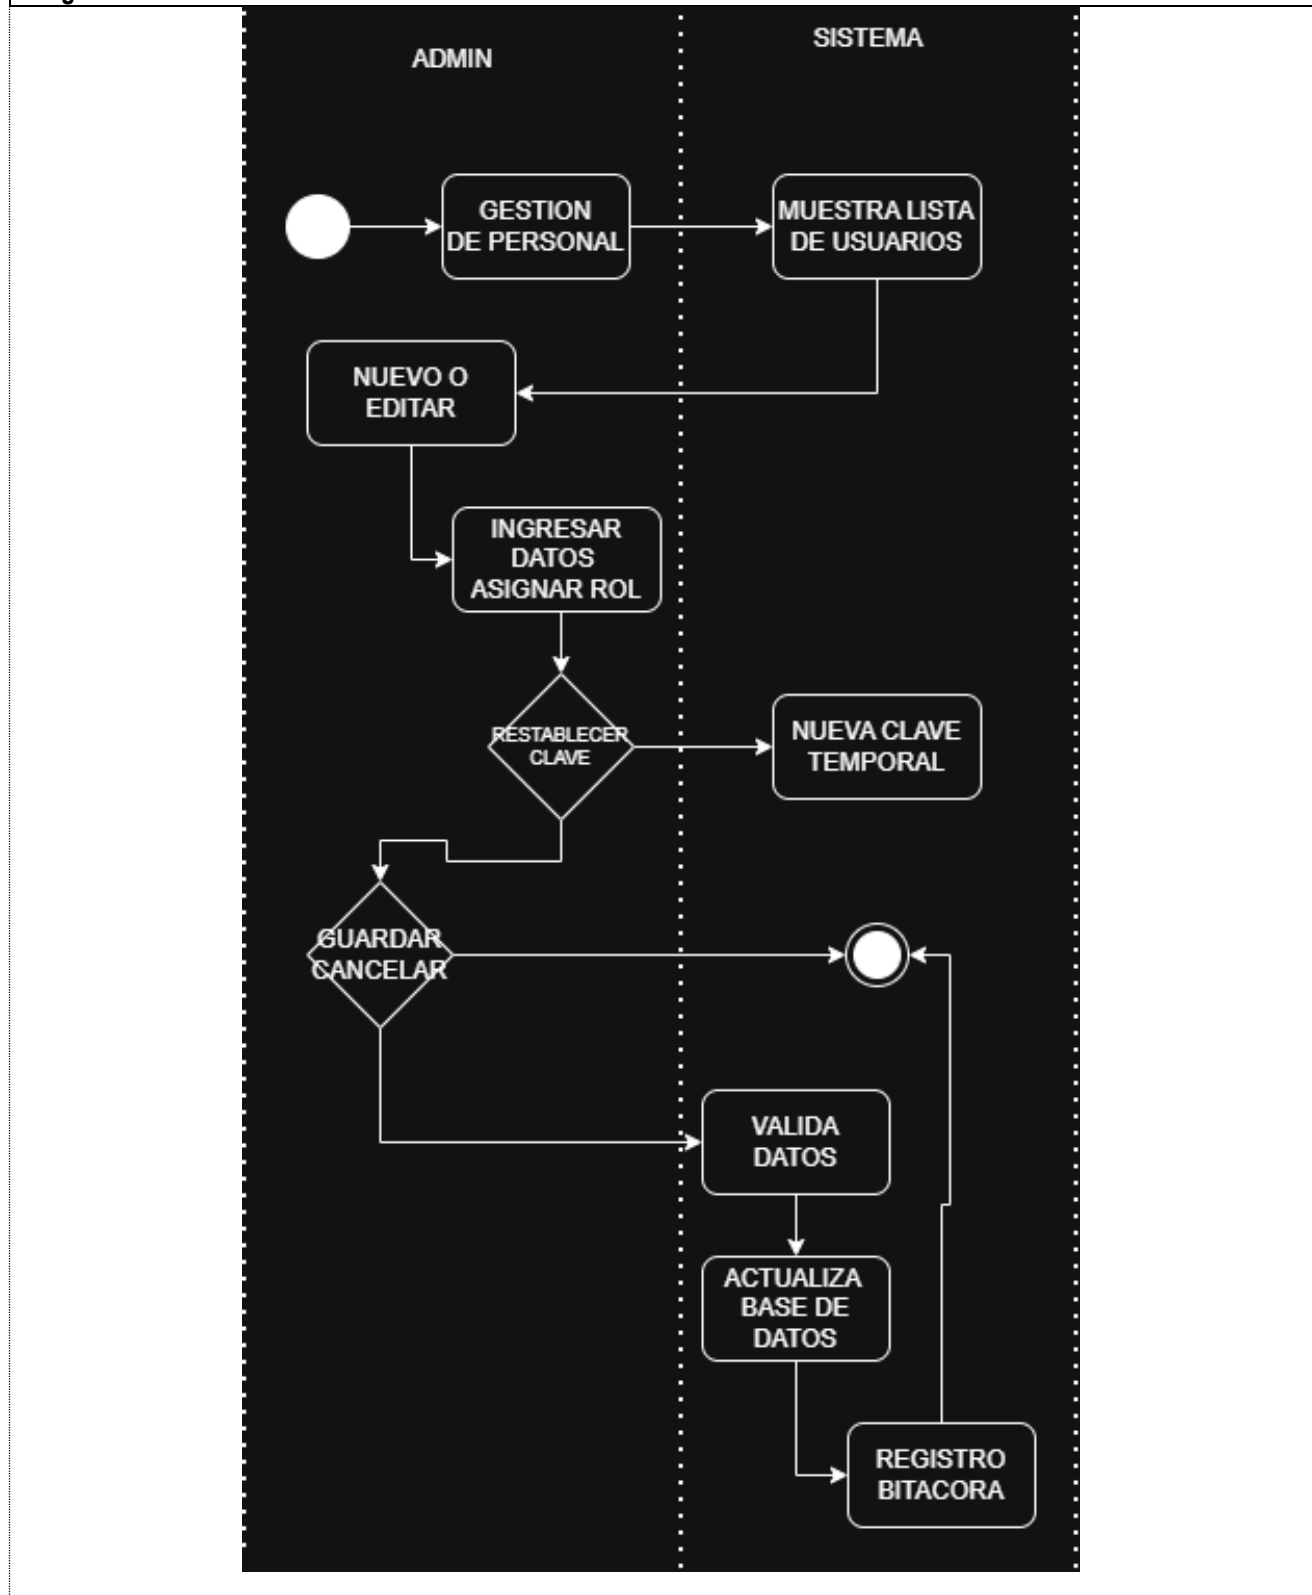 ADMIN
SISTEMA
GESTION
DE PERSONAL
MUESTRA LISTA
DE USUARIOS
NUEVO O
EDITAR
INGRESAR
DATOS
ASIGNAR ROL
RESTABLECER
CLAVE
NUEVA CLAVE
TEMPORAL
GUARDAR
CANCELAR
VALIDA
DATOS
ACTUALIZA
BASE DE
DATOS
REGISTRO
BITACORA